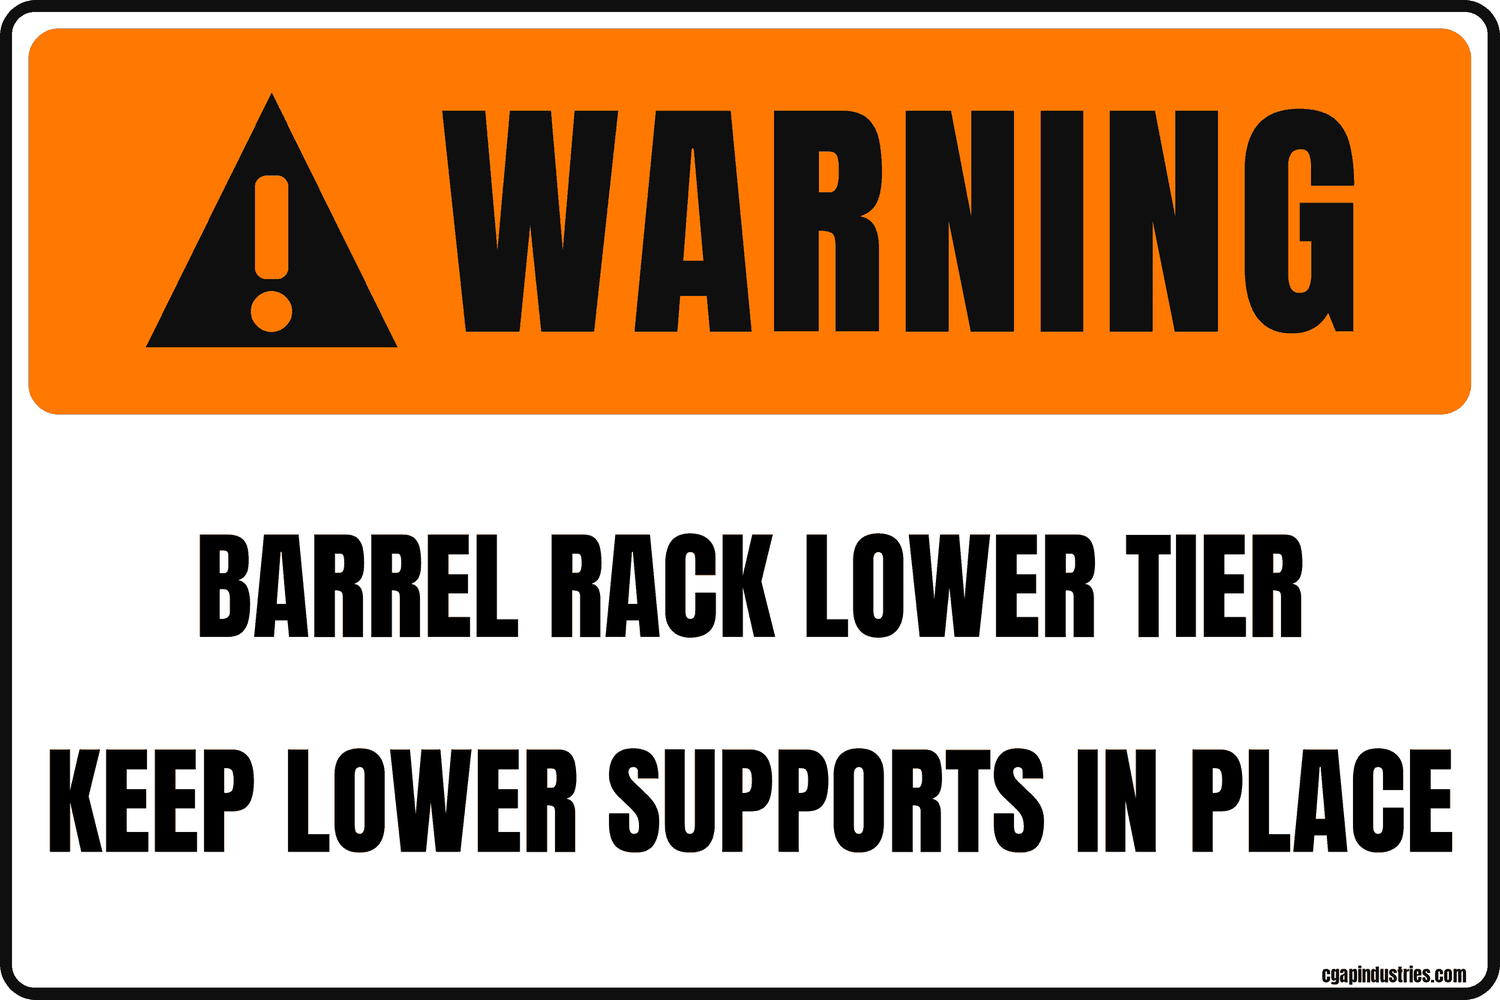 WARNING
BARREL RACK LOWER TIER
KEEP LOWER SUPPORTS IN PLACE
cgapindustries.com